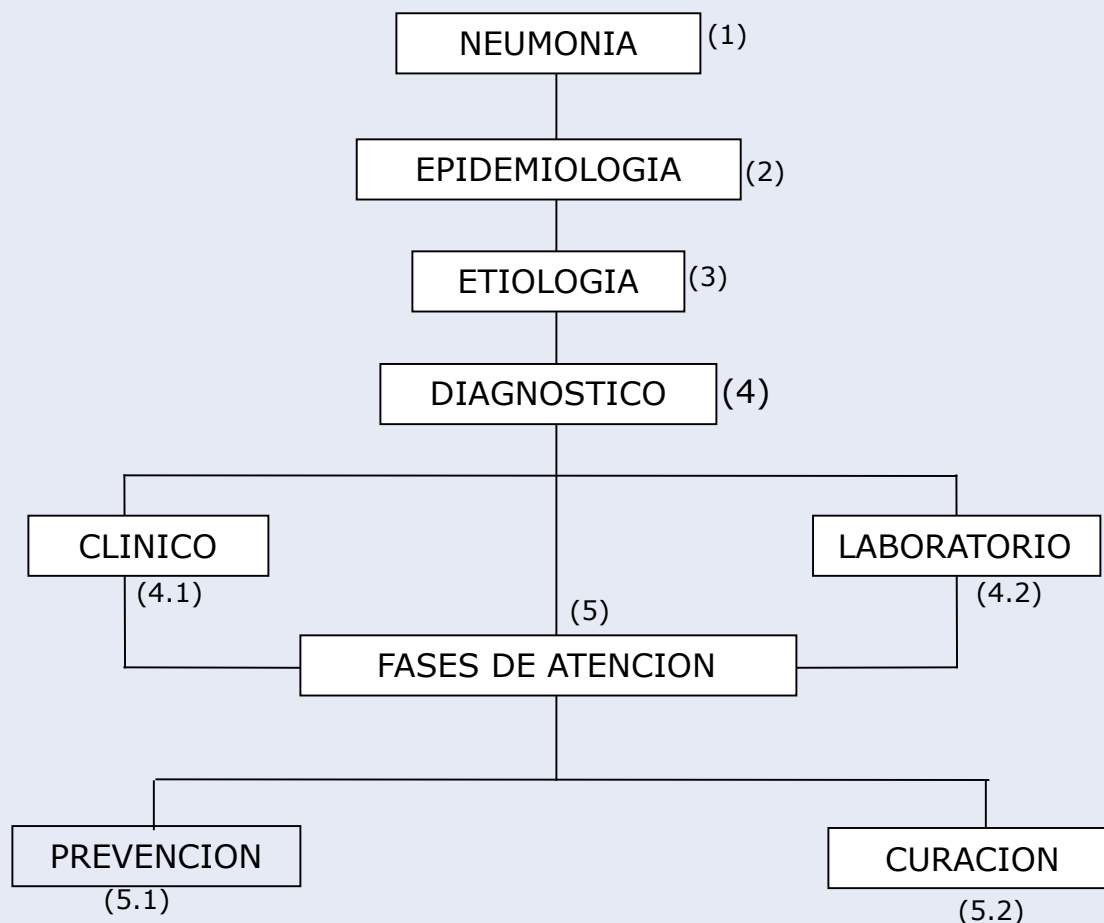 NEUMONIA (1)
EPIDEMIOLOGIA (2)
ETIOLOGIA (3)
DIAGNOSTICO (4)
CLINICO
(4.1)
LABORATORIO
(4.2)
(5)
FASES DE ATENCION
PREVENCION
(5.1)
CURACION
(5.2)